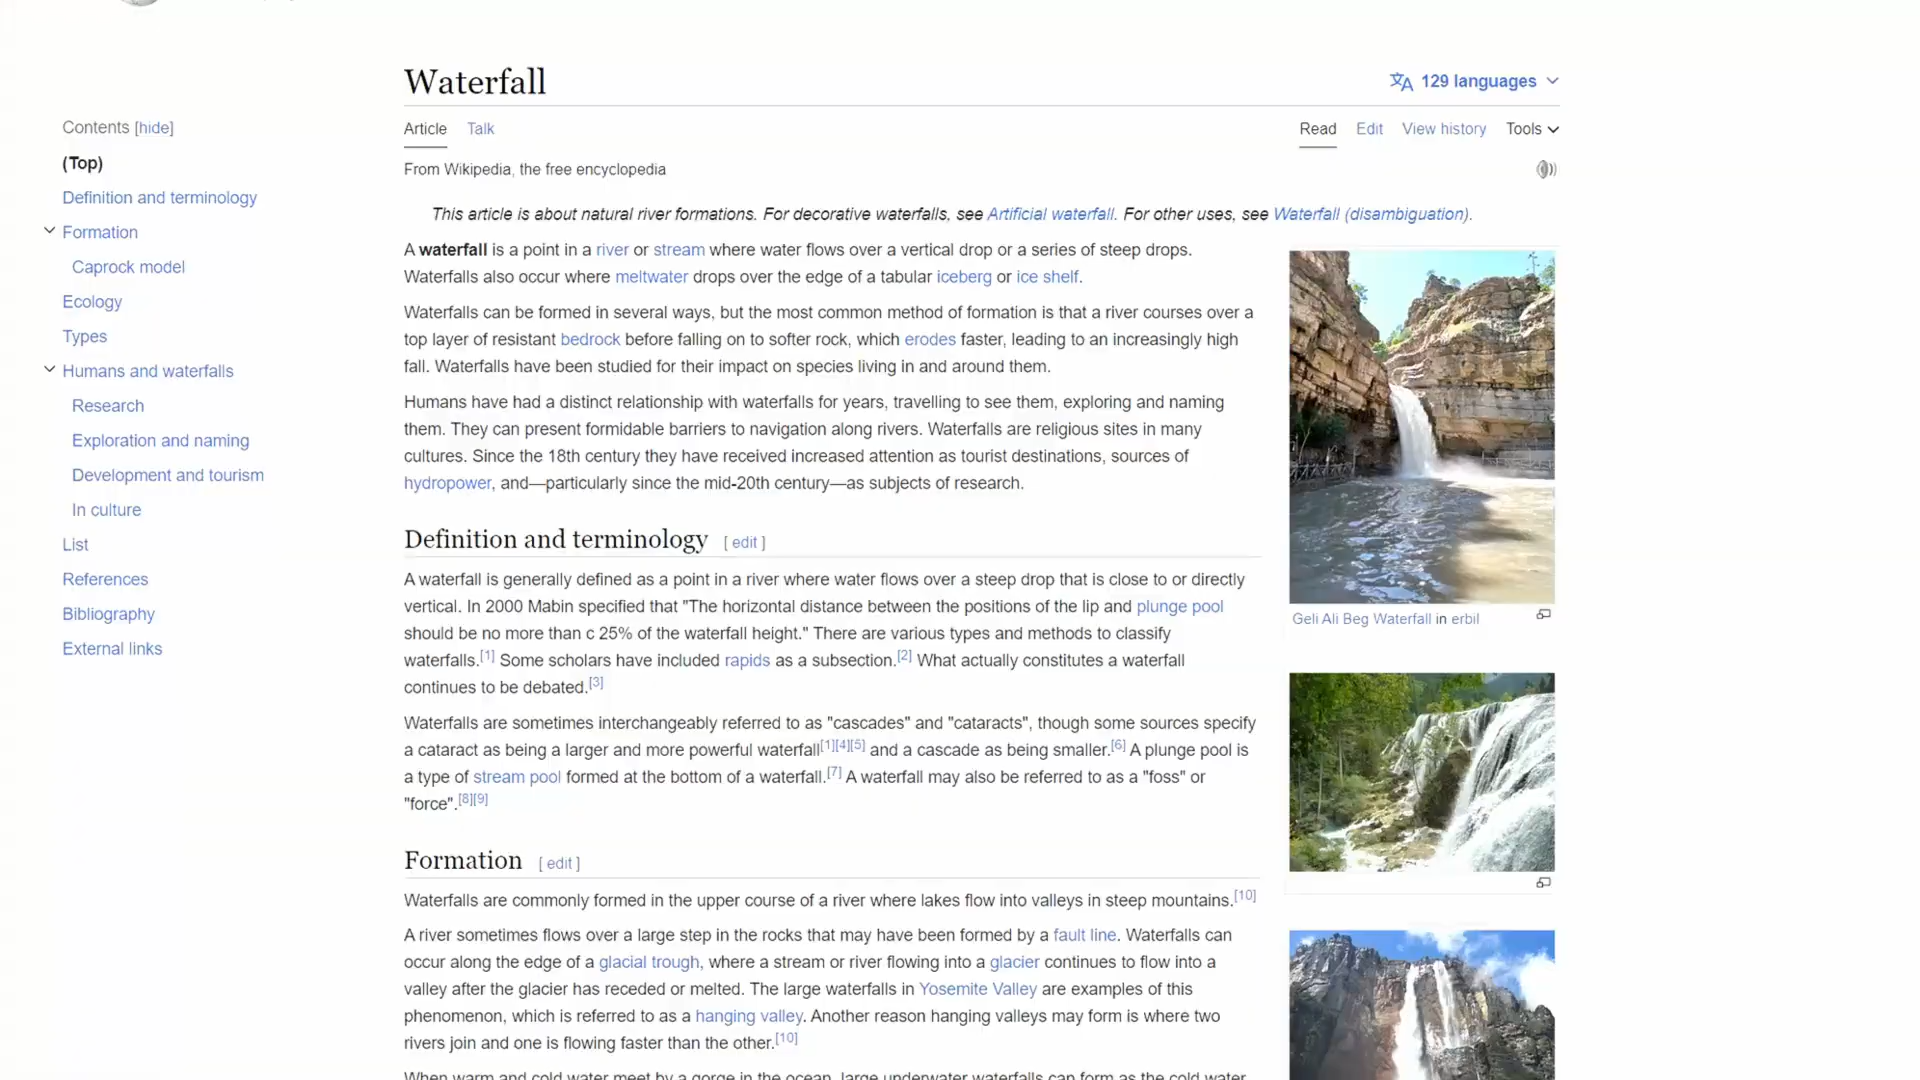 Waterfall
129 languages
Contents [hide]
(Top)
Definition and terminology
Formation
Caprock model
Ecology
Types
Humans and waterfalls
Research
Exploration and naming
Development and tourism
In culture
List
References
Bibliography
External links
Article Talk
Read Edit View history Tools
From Wikipedia, the free encyclopedia
This article is about natural river formations. For decorative waterfalls, see Artificial waterfall. For other uses, see Waterfall (disambiguation).
A waterfall is a point in a river or stream where water flows over a vertical drop or a series of steep drops.
Waterfalls also occur where meltwater drops over the edge of a tabular iceberg or ice shelf.
Waterfalls can be formed in several ways, but the most common method of formation is that a river courses over a
top layer of resistant bedrock before falling on to softer rock, which erodes faster, leading to an increasingly high
fall. Waterfalls have been studied for their impact on species living in and around them.
Humans have had a distinct relationship with waterfalls for years, travelling to see them, exploring and naming
them. They can present formidable barriers to navigation along rivers. Waterfalls are religious sites in many
cultures. Since the 18th century they have received increased attention as tourist destinations, sources of
hydropower, and—particularly since the mid-20th century—as subjects of research.
Definition and terminology [ edit ]
A waterfall is generally defined as a point in a river where water flows over a steep drop that is close to or directly
vertical. In 2000 Mabin specified that "The horizontal distance between the positions of the lip and plunge pool
should be no more than c 25% of the waterfall height." There are various types and methods to classify
waterfalls.[1] Some scholars have included rapids as a subsection.[2] What actually constitutes a waterfall
continues to be debated.[3]
Waterfalls are sometimes interchangeably referred to as "cascades" and "cataracts", though some sources specify
a cataract as being a larger and more powerful waterfall[1][4][5] and a cascade as being smaller.[6] A plunge pool is
a type of stream pool formed at the bottom of a waterfall.[7] A waterfall may also be referred to as a "foss" or
"force".[8][9]
Formation [ edit ]
Waterfalls are commonly formed in the upper course of a river where lakes flow into valleys in steep mountains.[10]
A river sometimes flows over a large step in the rocks that may have been formed by a fault line. Waterfalls can
occur along the edge of a glacial trough, where a stream or river flowing into a glacier continues to flow into a
valley after the glacier has receded or melted. The large waterfalls in Yosemite Valley are examples of this
phenomenon, which is referred to as a hanging valley. Another reason hanging valleys may form is where two
rivers join and one is flowing faster than the other.[10]
When warm and cold water meet by a gorge in the ocean, large underwater waterfalls can form as the cold water
Geli Ali Beg Waterfall in erbil